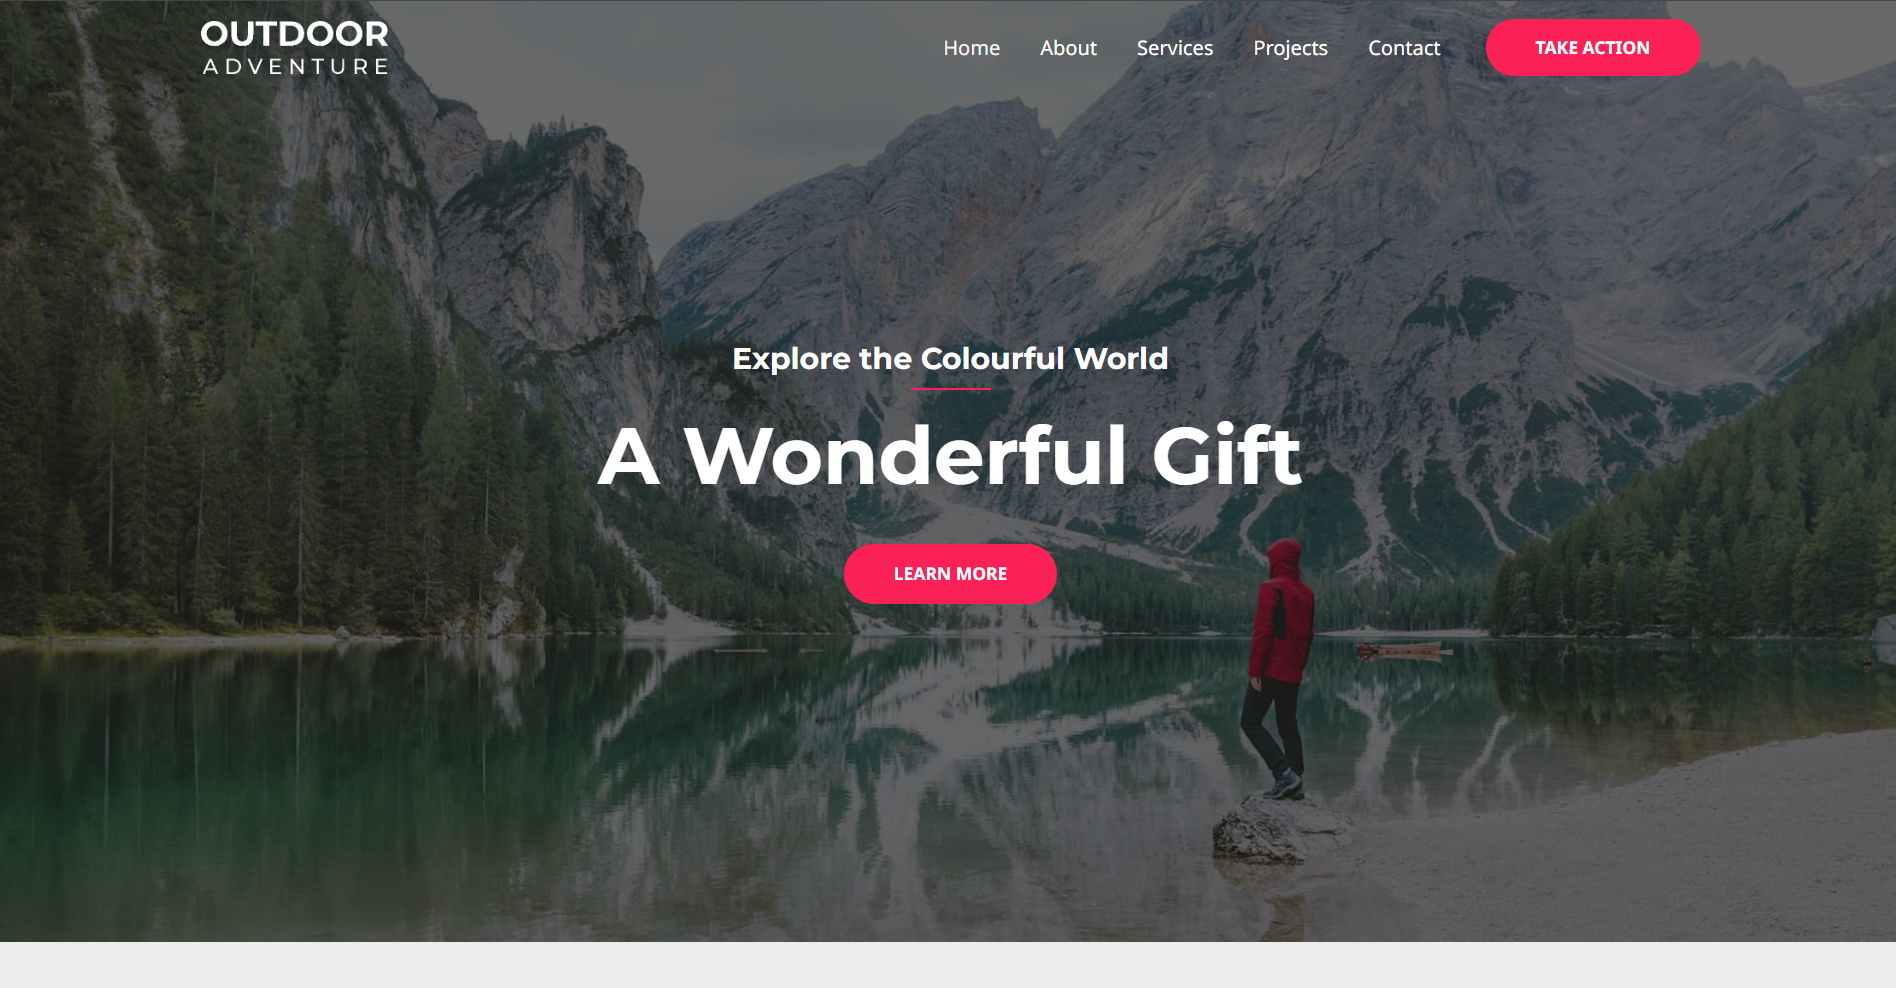 OUTDOOR
ADVENTURE
Home About Services Projects Contact TAKE ACTION
Explore the Colourful World
A Wonderful Gift
LEARN MORE